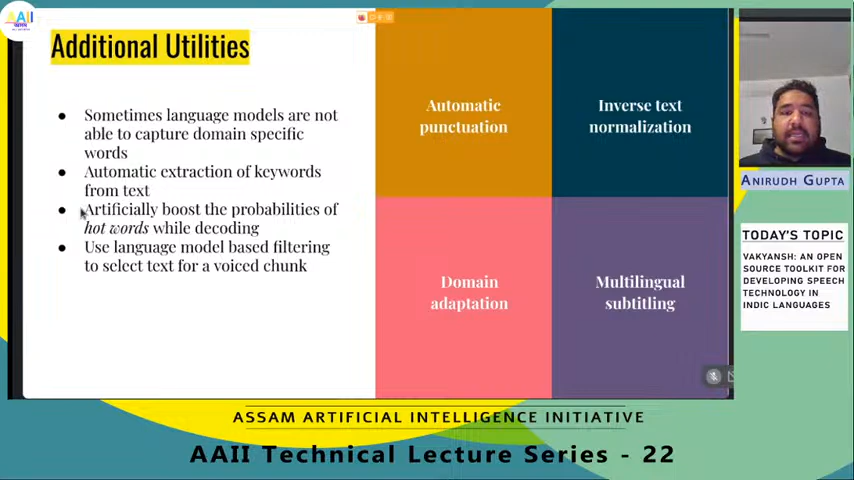 AAII
Additional Utilities
Sometimes language models are not
able to capture domain specific
words
Automatic extraction of keywords
from text
Artificially boost the probabilities of
hot words while decoding
Use language model based filtering
to select text for a voiced chunk
Automatic
punctuation
Inverse text
normalization
Domain
adaptation
Multilingual
subtitling
ANIRUDH GUPTA
TODAY'S TOPIC
VAKYANSH: AN OPEN
SOURCE TOOLKIT FOR
DEVELOPING SPEECH
TECHNOLOGY IN
INDIC LANGUAGES
ASSAM ARTIFICIAL INTELLIGENCE INITIATIVE
AAII Technical Lecture Series - 22